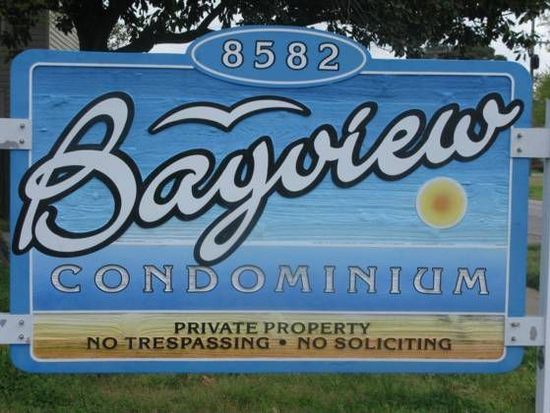 8582
Bayview
CONDOMINIUM
PRIVATE PROPERTY
NO TRESPASSING • NO SOLICITING